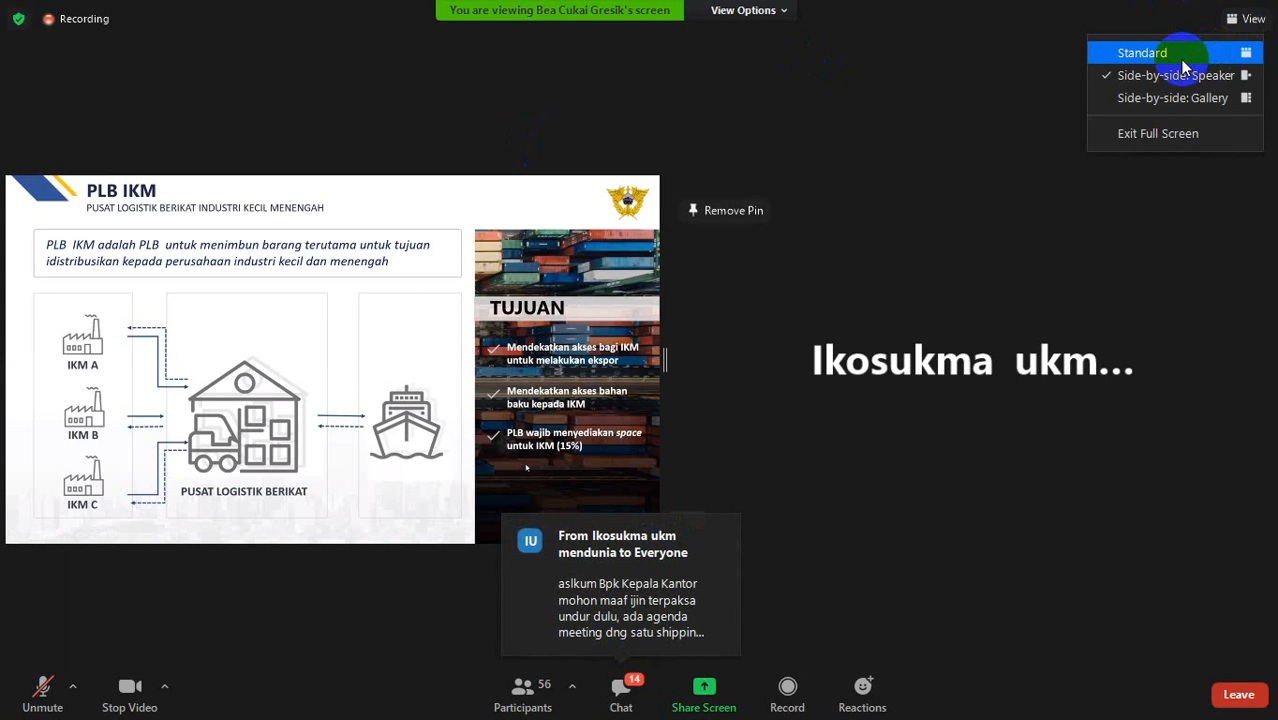 Recording
You are viewing Bea Cukai Gresik's screen
View Options
View
Standard
Side-by-side: Speaker
Side-by-side: Gallery
Exit Full Screen
PLB IKM
PUSAT LOGISTIK BERIKAT INDUSTRI KECIL MENENGAH
PLB IKM adalah PLB untuk menimbun barang terutama untuk tujuan
idistribusikan kepada perusahaan industri kecil dan menengah
IKM A
IKM B
IKM C
PUSAT LOGISTIK BERIKAT
TUJUAN
Mendekatkan akses bagi IKM
untuk melakukan ekspor
Mendekatkan akses bahan
baku kepada IKM
PLB wajib menyediakan space
untuk IKM (15%)
Remove Pin
Ikosukma ukm...
IU
From Ikosukma ukm
mendunia to Everyone
aslkum Bpk Kepala Kantor
mohon maaf ijin terpaksa
undur dulu, ada agenda
meeting dng satu shippin...
Unmute
Stop Video
56
Participants
14
Chat
Share Screen
Record
Reactions
Leave